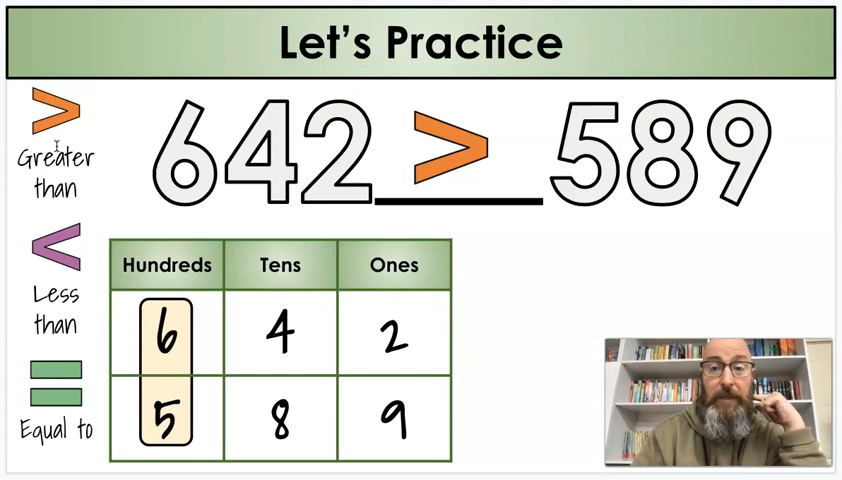 Let's Practice
>
Greater
than
<
Less
than
=
Equal to
642 > 589
Hundreds Tens Ones
6 4 2
5 8 9